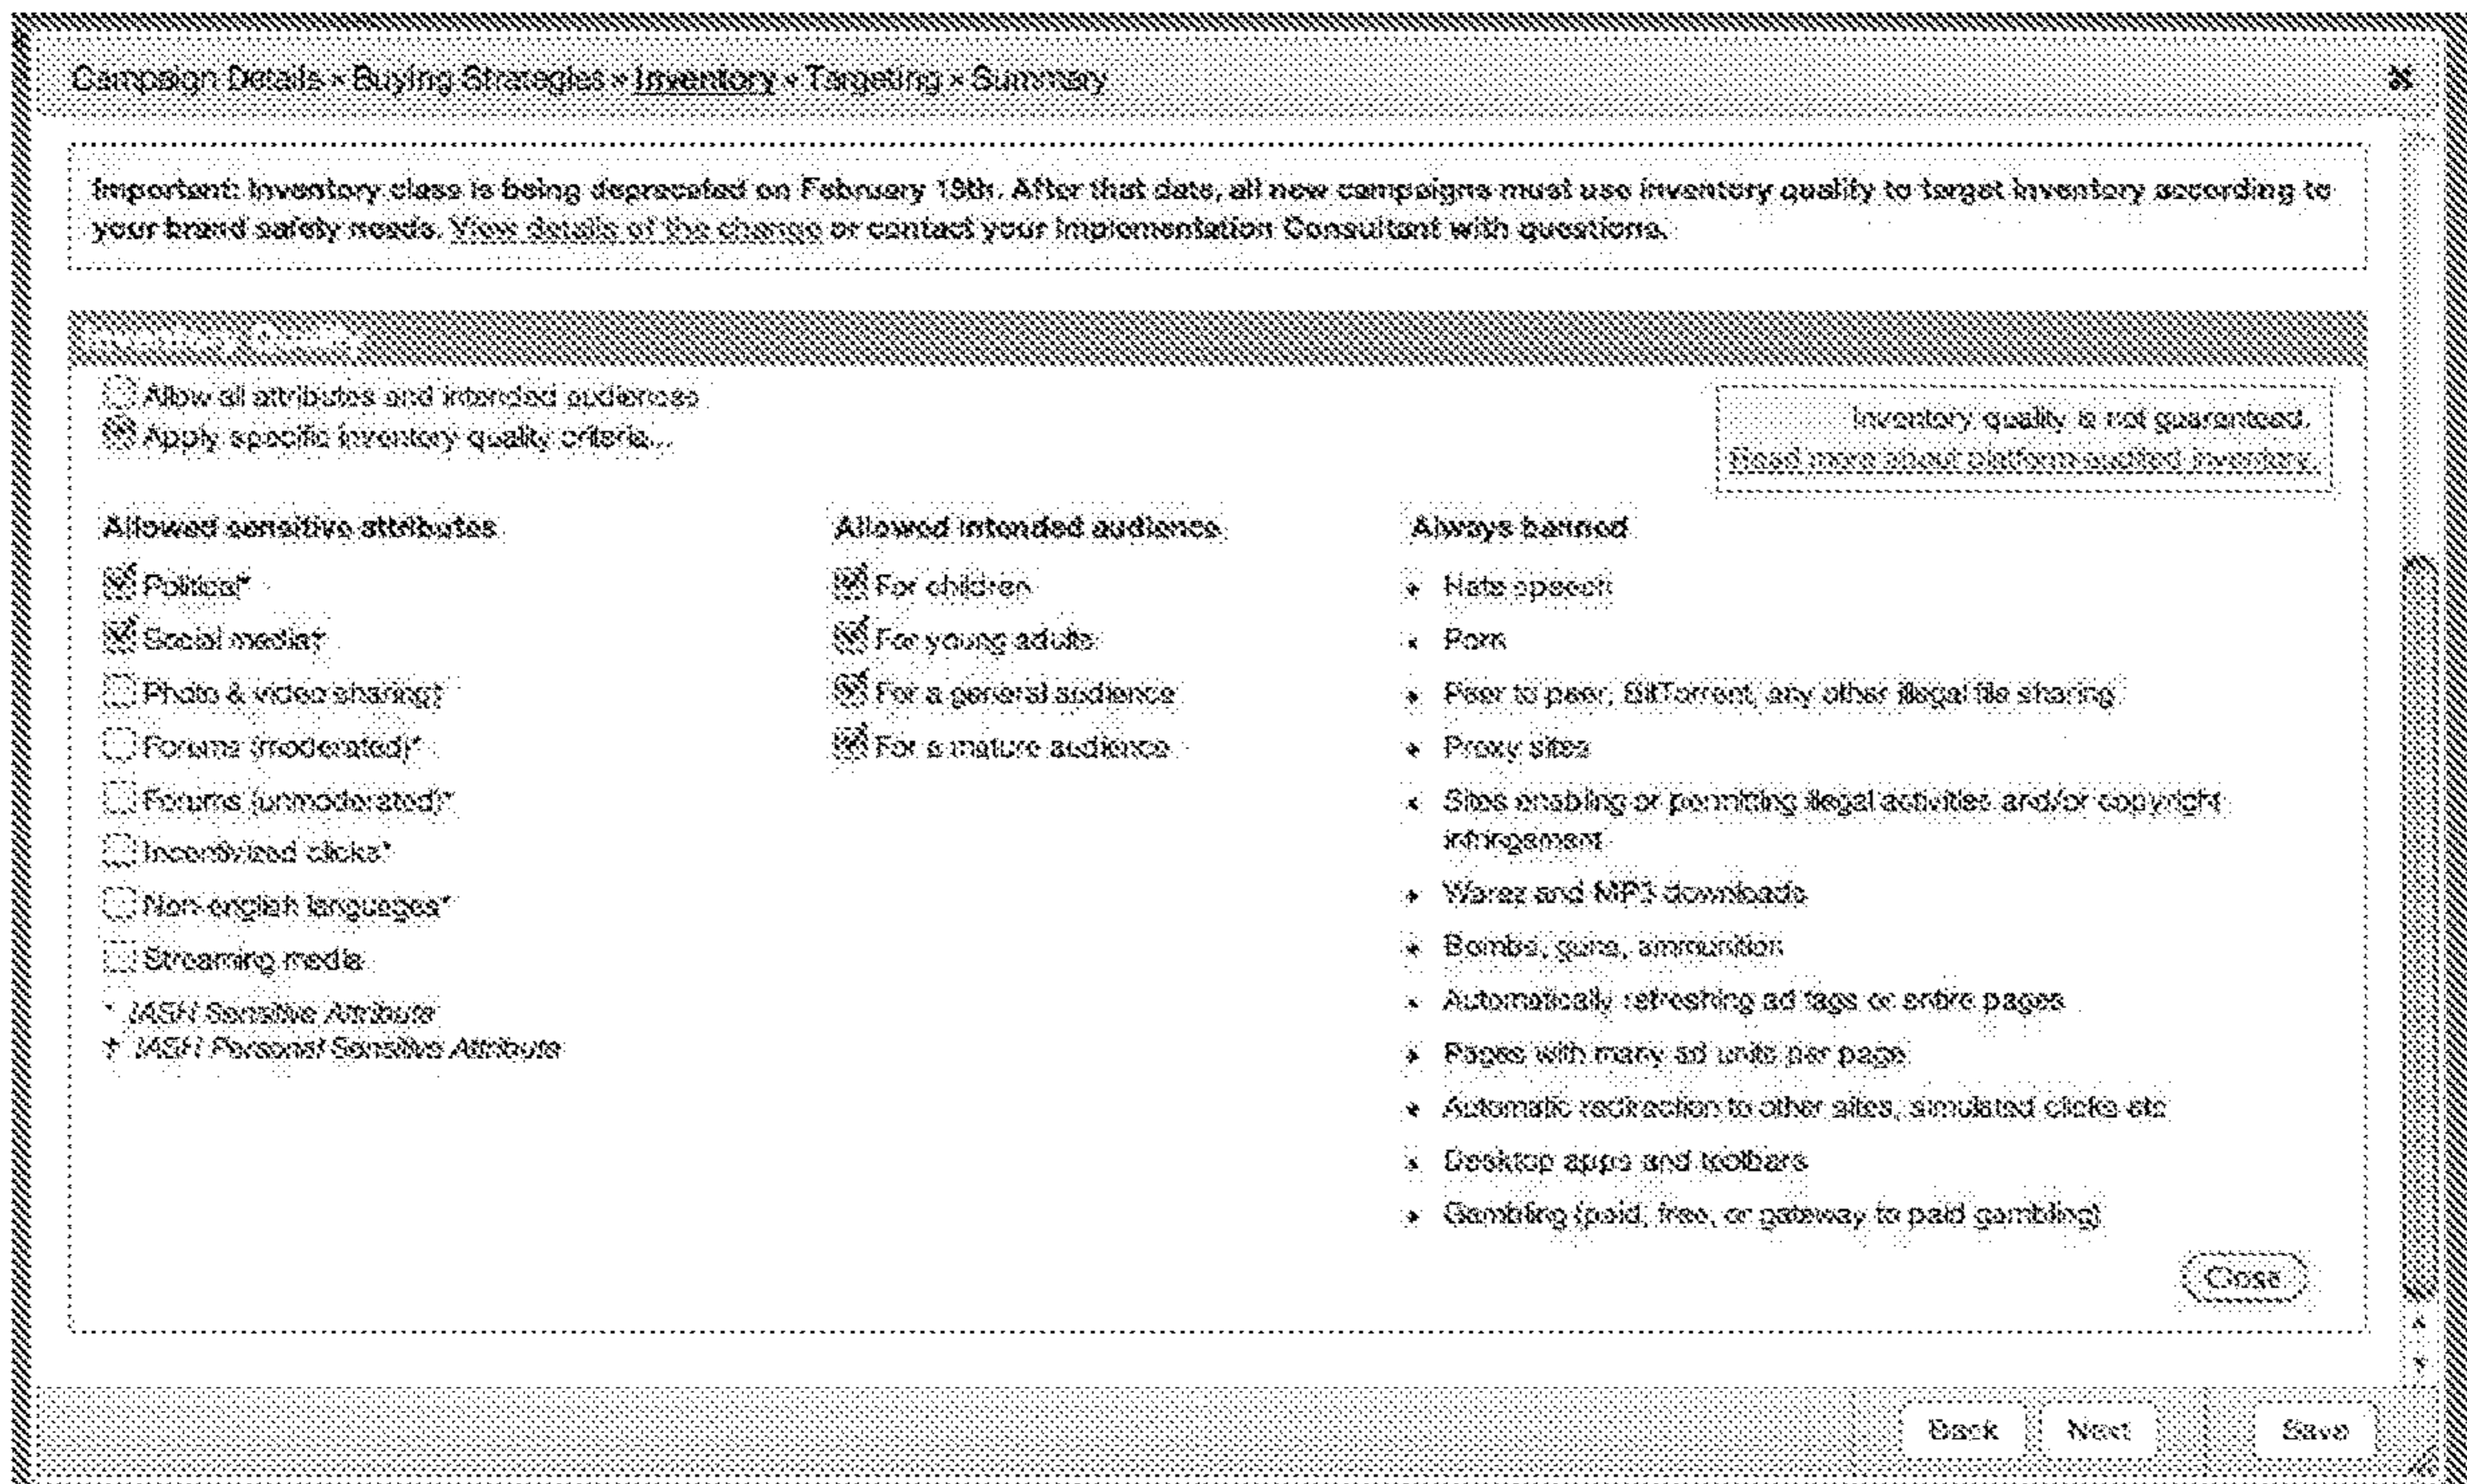 Campaign Details » Buying Strategies » Inventory » Targeting » Summary
Important: Inventory class is being deprecated on February 15th. After that date, all new campaigns must use inventory quality to target inventory according to
your brand safety needs. View details of the change or contact your Implementation Consultant with questions.
Inventory Quality
Allow all attributes and intended audiences
Apply specific inventory quality criteria...
Inventory quality is not guaranteed.
Read more about platform-audited inventory.
Allowed sensitive attributes
Political*
Social media†
Photo & video sharing†
Forums (moderated)*
Forums (unmoderated)*
Incentivized clicks*
Non-english languages*
Streaming media
* IASH Sensitive Attribute
† IASH Personal Sensitive Attribute
Allowed intended audience
For children
For young adults
For a general audience
For a mature audience
Always banned
Hate speech
Porn
Peer to peer, BitTorrent, any other illegal file sharing
Proxy sites
Sites enabling or permitting illegal activities and/or copyright
infringement
Warez and MP3 downloads
Bombs, guns, ammunition
Automatically refreshing ad tags or entire pages
Pages with many ad units per page
Automatic redirection to other sites, simulated clicks etc
Desktop apps and toolbars
Gambling (paid, free, or gateway to paid gambling)
Close
Back Next Save